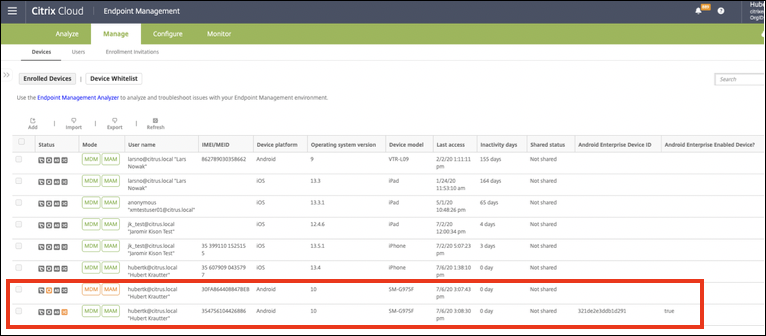 Citrix Cloud Endpoint Management
Hube
citrix
OrgID
Analyze Manage Configure Monitor
Devices Users Enrollment Invitations
Enrolled Devices | Device Whitelist
Search
Use the Endpoint Management Analyzer to analyze and troubleshoot issues with your Endpoint Management environment.
Add Import Export Refresh
Status Mode User name IMEI/MEID Device platform Operating system version Device model Last access Inactivity days Shared status Android Enterprise Device ID Android Enterprise Enabled Device?
MDM MAM larsno@citrus.local "Lars 862789030358662 Android 9 VTR-L09 2/2/20 1:11:11 155 days Not shared
Nowak" pm
MDM MAM larsno@citrus.local "Lars iOS 13.3 iPad 1/24/20 164 days Not shared
Nowak" 11:53:10 am
MDM MAM anonymous iOS 13.3.1 iPad 5/1/20 65 days Not shared
"xmtestuser01@citrus.local" 10:48:26 pm
MDM MAM jk_test@citrus.local iOS 12.4.6 iPad 7/2/20 4 days Not shared
"Jaromir Kison Test" 12:00:34 pm
MDM MAM jk_test@citrus.local 35 399110 152515 iOS 13.5.1 iPhone 7/2/20 5:07:23 3 days Not shared
"Jaromir Kison Test" 5 pm
MDM MAM hubertk@citrus.local 35 607909 043579 iOS 13.4 iPhone 7/6/20 1:38:10 0 day Not shared
"Hubert Krautter" 7 pm
MDM MAM hubertk@citrus.local 30FA864408847BEB Android 10 SM-G975F 7/6/20 3:07:43 0 day Not shared
"Hubert Krautter" pm
MDM MAM hubertk@citrus.local 354756104426886 Android 10 SM-G975F 7/6/20 3:08:30 0 day Not shared 321de2e3ddb1d291 true
"Hubert Krautter" pm